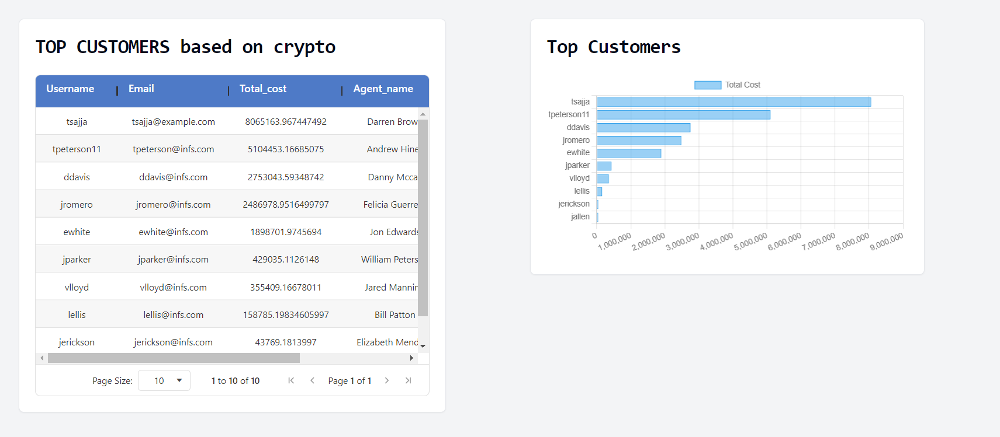 TOP CUSTOMERS based on crypto
Username Email Total_cost Agent_name
tsajja tsajja@example.com 8065163.967447492 Darren Brow
tpeterson11 tpeterson@infs.com 5104453.16685075 Andrew Hine
ddavis ddavis@infs.com 2753043.59348742 Danny Mcca
jromero jromero@infs.com 2486978.9516499797 Felicia Guerre
ewhite ewhite@infs.com 1898701.9745694 Jon Edwards
jparker jparker@infs.com 429035.1126148 William Peters
vlloyd vlloyd@infs.com 355409.16678011 Jared Mannin
lellis lellis@infs.com 158785.19834605997 Bill Patton
jerickson jerickson@infs.com 43769.1813997 Elizabeth Mend
Page Size: 10 1 to 10 of 10 Page 1 of 1
Top Customers
Total Cost
tsajja
tpeterson11
ddavis
jromero
ewhite
jparker
vlloyd
lellis
jerickson
jallen
0 1,000,000 2,000,000 3,000,000 4,000,000 5,000,000 6,000,000 7,000,000 8,000,000 9,000,000